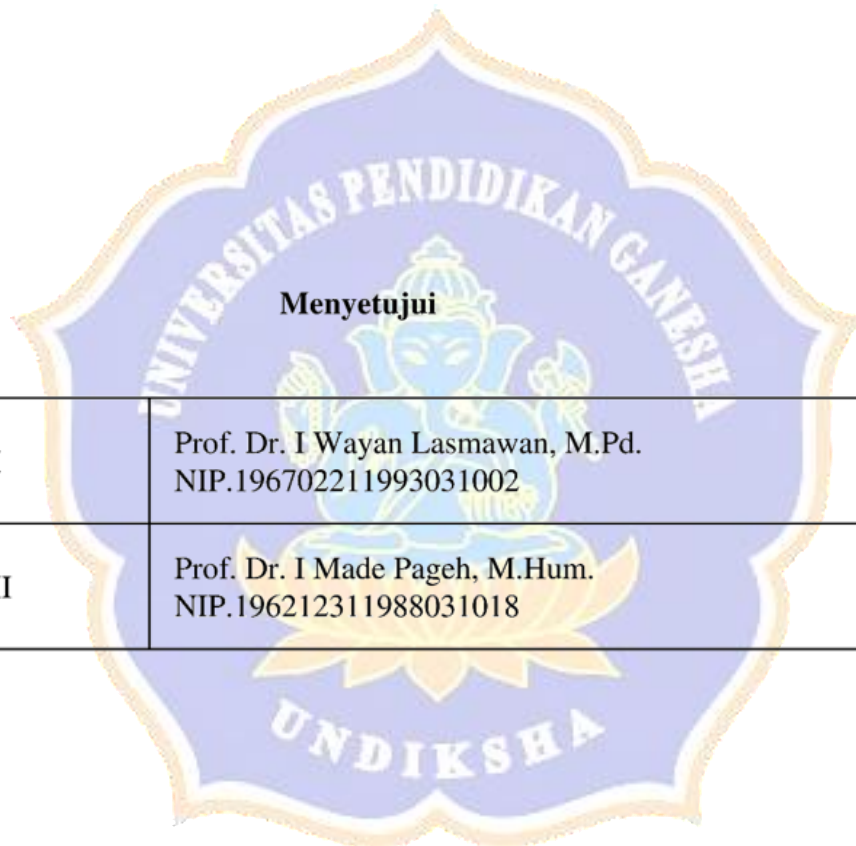 UNIVERSITAS PENDIDIKAN GANESHA
Menyetujui
Prof. Dr. I Wayan Lasmawan, M.Pd.
NIP.196702211993031002
II
Prof. Dr. I Made Pageh, M.Hum.
NIP.196212311988031018
UNDIKSHA